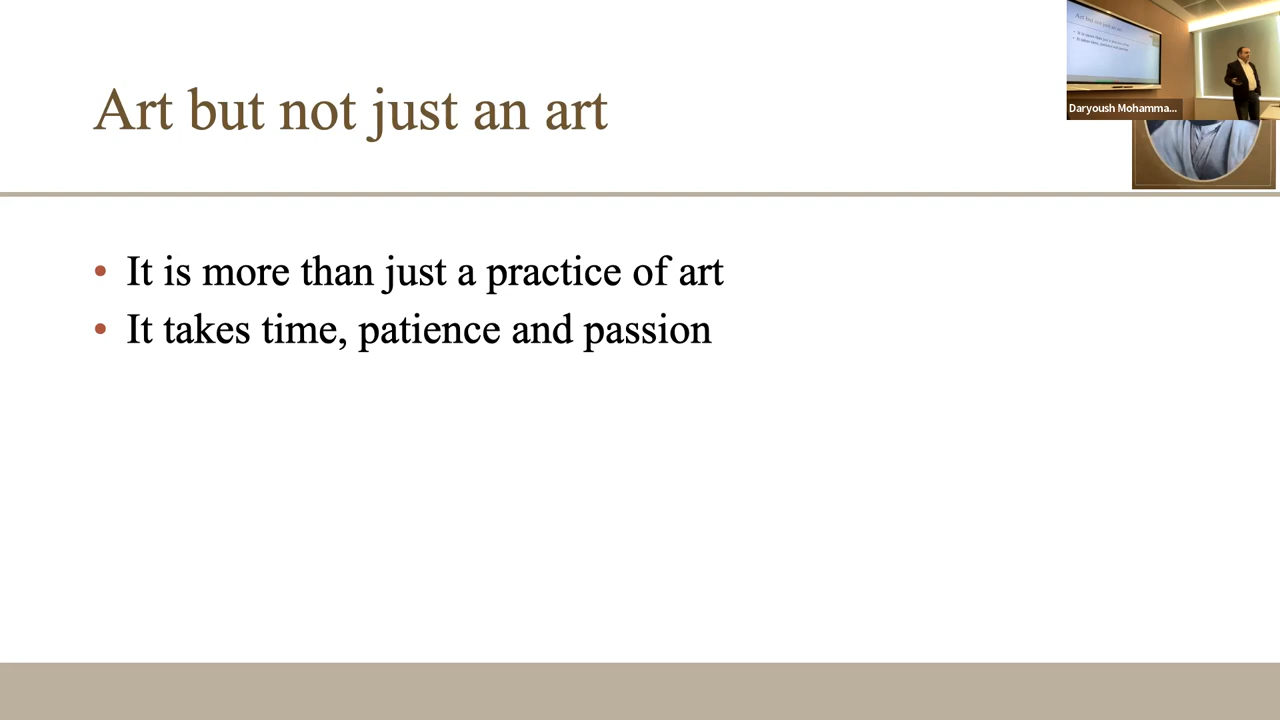 Art but not just an art
Daryoush Mohamma...
It is more than just a practice of art
It takes time, patience and passion